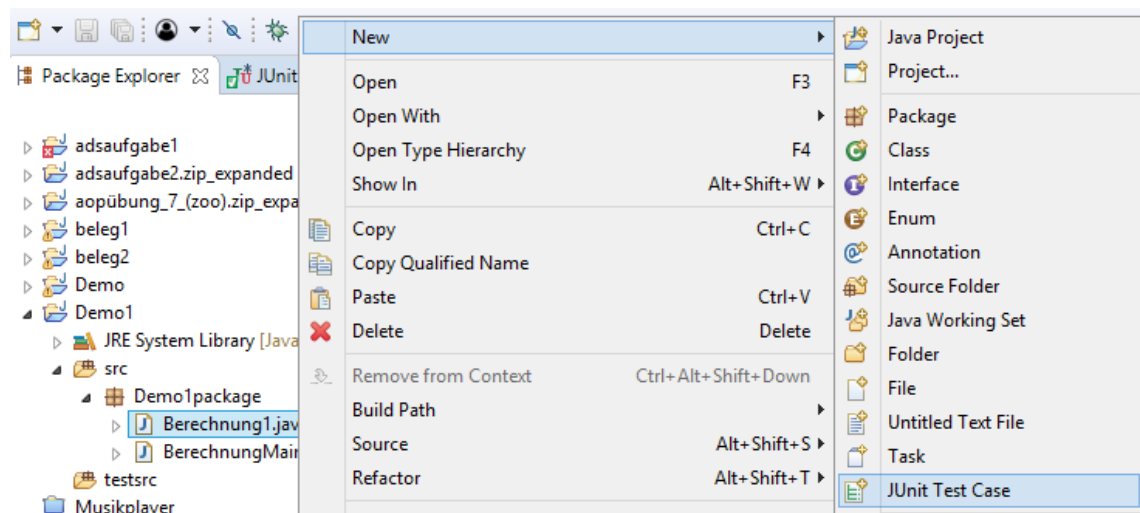 Package Explorer
JUnit
adsaufgabe1
adsaufgabe2.zip_expanded
aopübung_7_(zoo).zip_expa
beleg1
beleg2
Demo
Demo1
JRE System Library [Java
src
Demo1package
Berechnung1.jav
BerechnungMain
testsrc
Musikplayer
New
Open F3
Open With
Open Type Hierarchy F4
Show In Alt+Shift+W
Copy Ctrl+C
Copy Qualified Name
Paste Ctrl+V
Delete Delete
Remove from Context Ctrl+Alt+Shift+Down
Build Path
Source Alt+Shift+S
Refactor Alt+Shift+T
Java Project
Project...
Package
Class
Interface
Enum
Annotation
Source Folder
Java Working Set
Folder
File
Untitled Text File
Task
JUnit Test Case